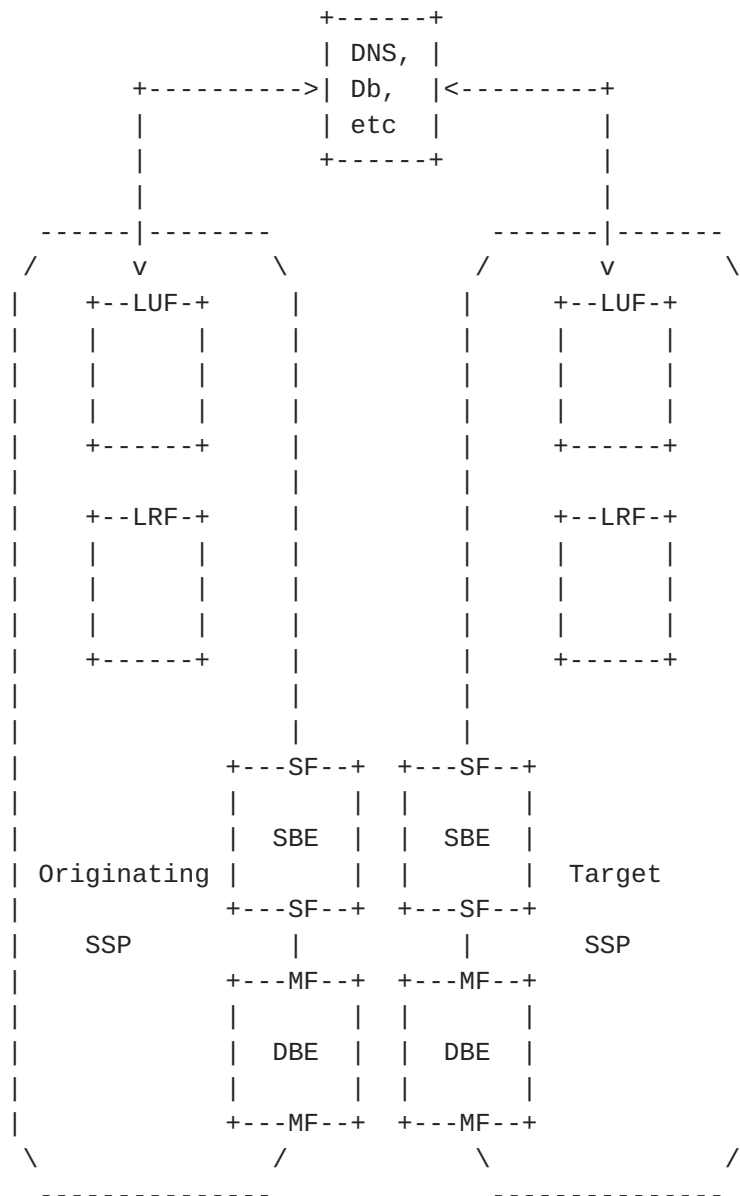 DNS,
Db,
etc
LUF LUF
LRF LRF
SF SF
SBE SBE
Originating Target
SF SF
SSP SSP
MF MF
DBE DBE
MF MF